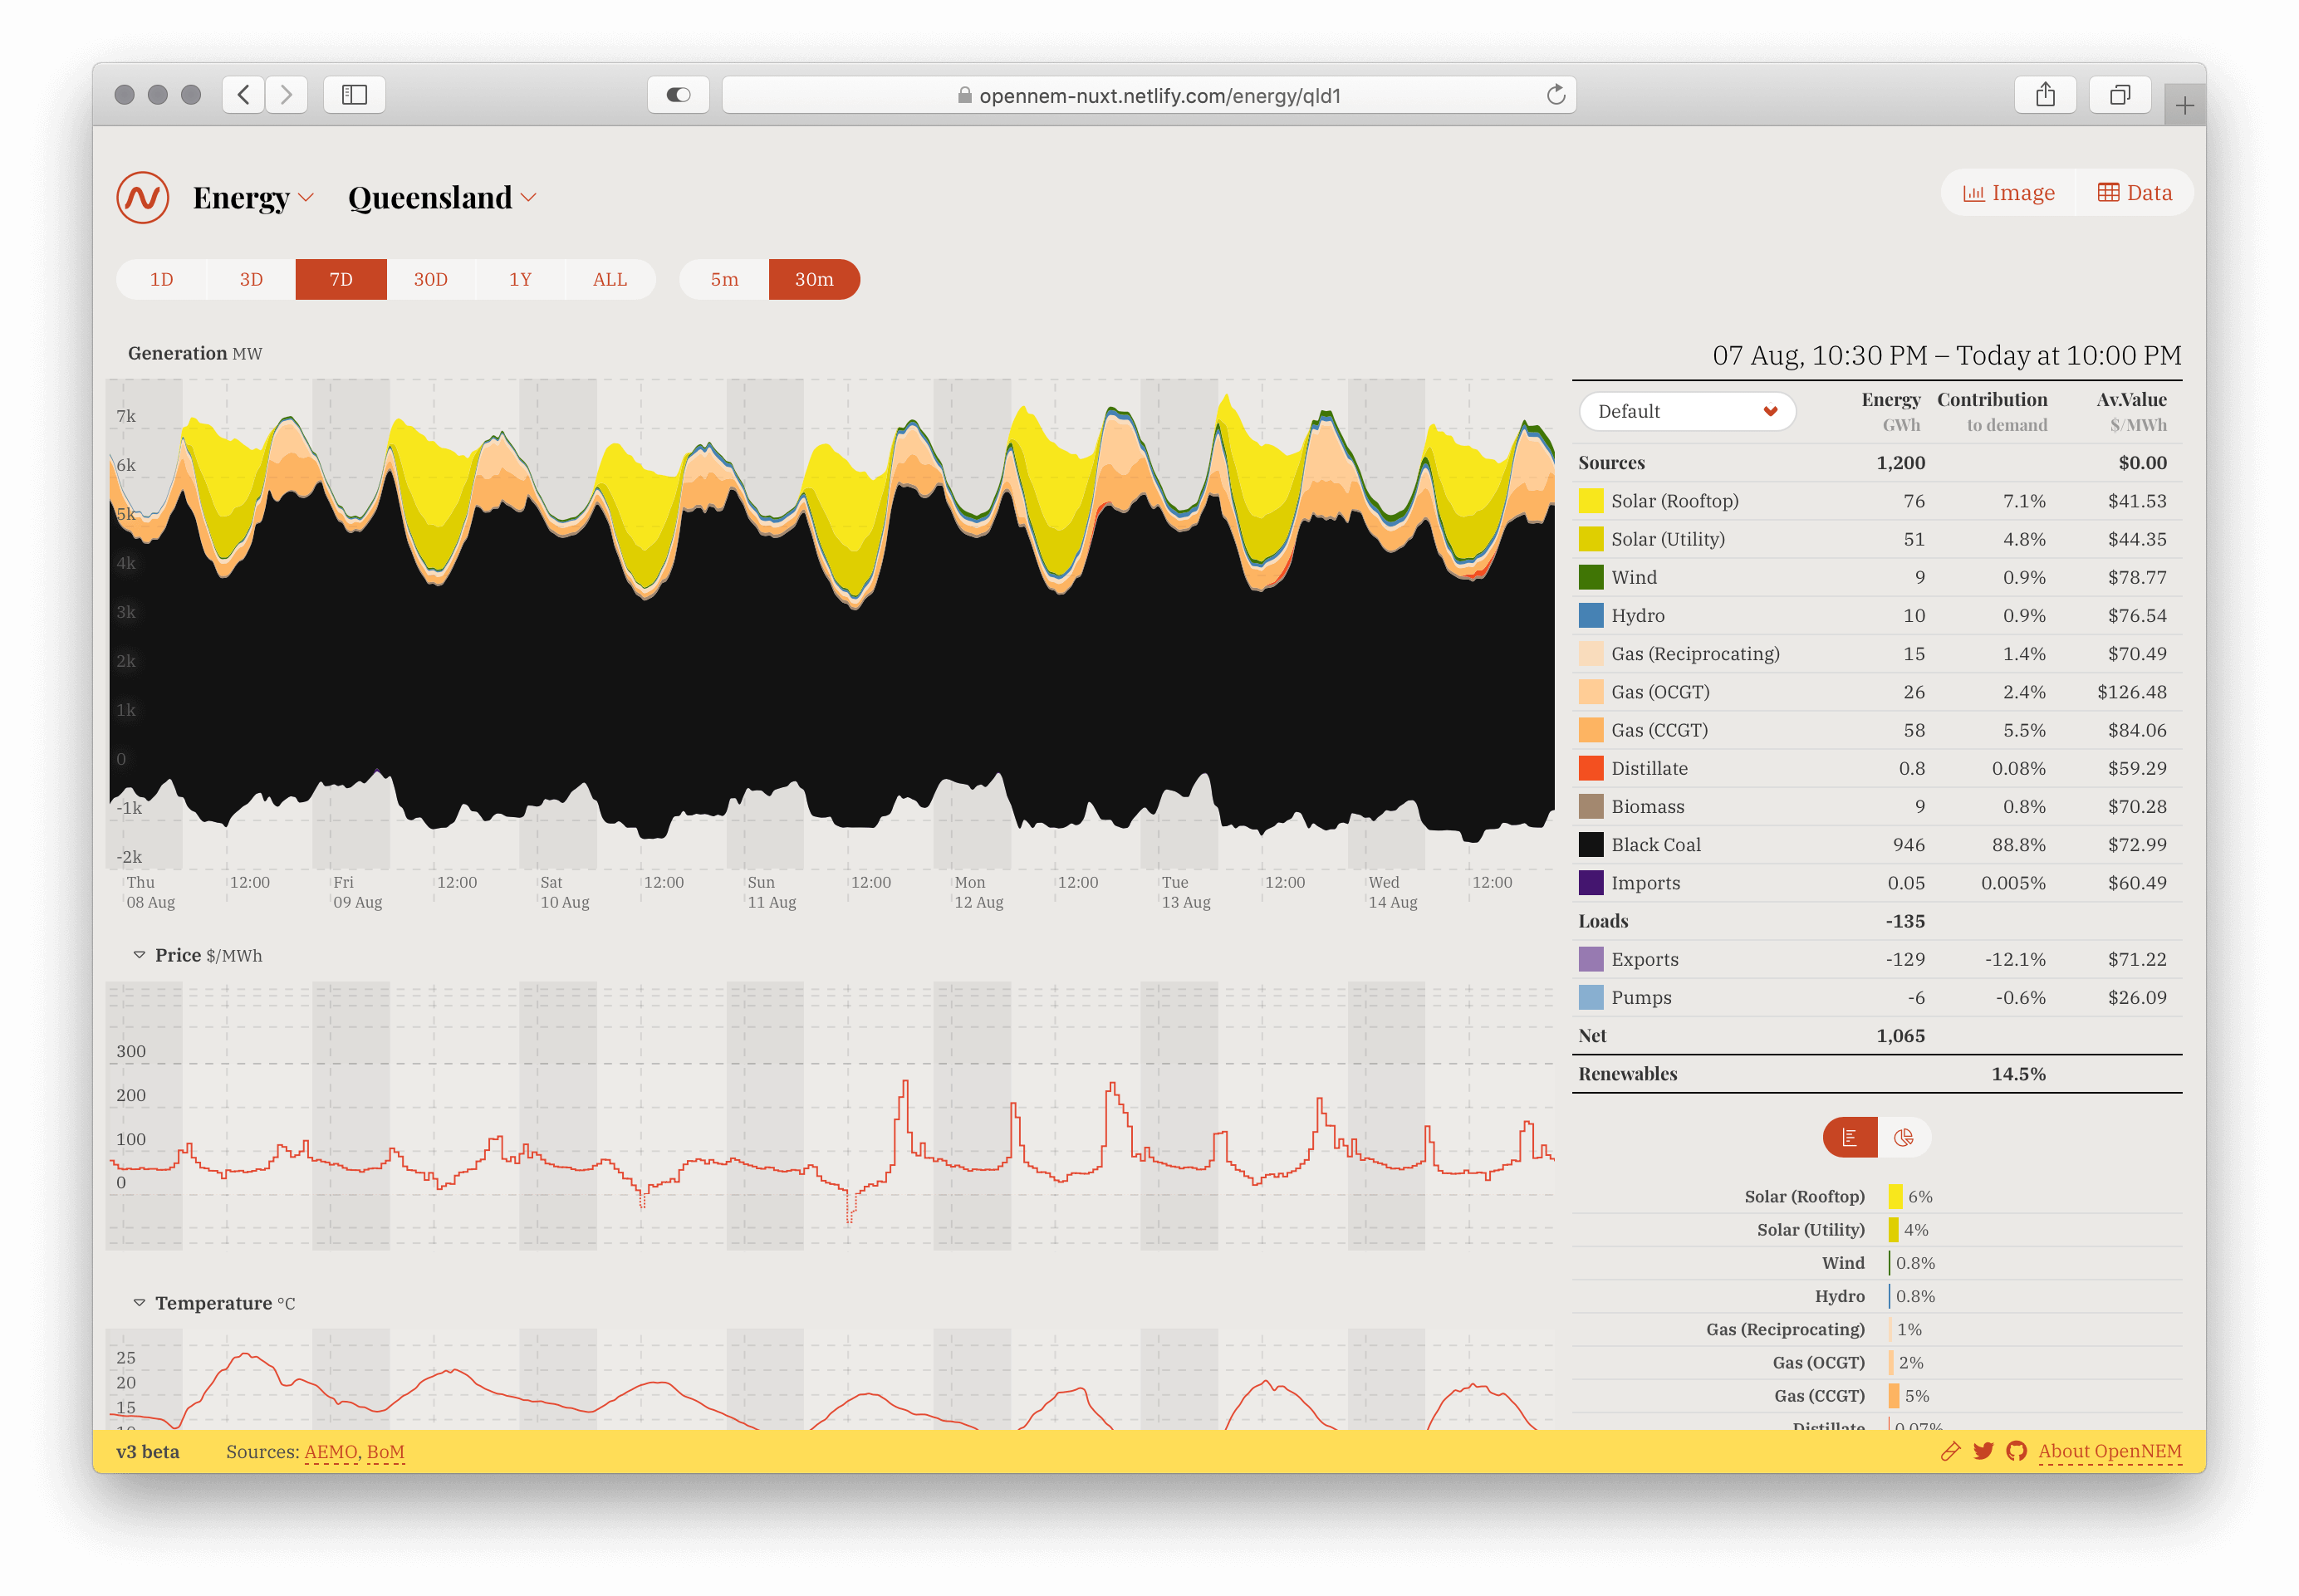 opennem-nuxt.netlify.com/energy/qld1
Energy Queensland
Image Data
1D 3D 7D 30D 1Y ALL 5m 30m
Generation MW
7k
6k
5k
4k
3k
2k
1k
0
-1k
-2k
Thu 12:00 Fri 12:00 Sat 12:00 Sun 12:00 Mon 12:00 Tue 12:00 Wed 12:00
08 Aug 09 Aug 10 Aug 11 Aug 12 Aug 13 Aug 14 Aug
Price $/MWh
300
200
100
0
Temperature °C
25
20
15
07 Aug, 10:30 PM – Today at 10:00 PM
Default Energy Contribution Av.Value
GWh to demand $/MWh
Sources 1,200 $0.00
Solar (Rooftop) 76 7.1% $41.53
Solar (Utility) 51 4.8% $44.35
Wind 9 0.9% $78.77
Hydro 10 0.9% $76.54
Gas (Reciprocating) 15 1.4% $70.49
Gas (OCGT) 26 2.4% $126.48
Gas (CCGT) 58 5.5% $84.06
Distillate 0.8 0.08% $59.29
Biomass 9 0.8% $70.28
Black Coal 946 88.8% $72.99
Imports 0.05 0.005% $60.49
Loads -135
Exports -129 -12.1% $71.22
Pumps -6 -0.6% $26.09
Net 1,065
Renewables 14.5%
Solar (Rooftop) 6%
Solar (Utility) 4%
Wind 0.8%
Hydro 0.8%
Gas (Reciprocating) 1%
Gas (OCGT) 2%
Gas (CCGT) 5%
Distillate 0.07%
v3 beta Sources: AEMO, BoM About OpenNEM